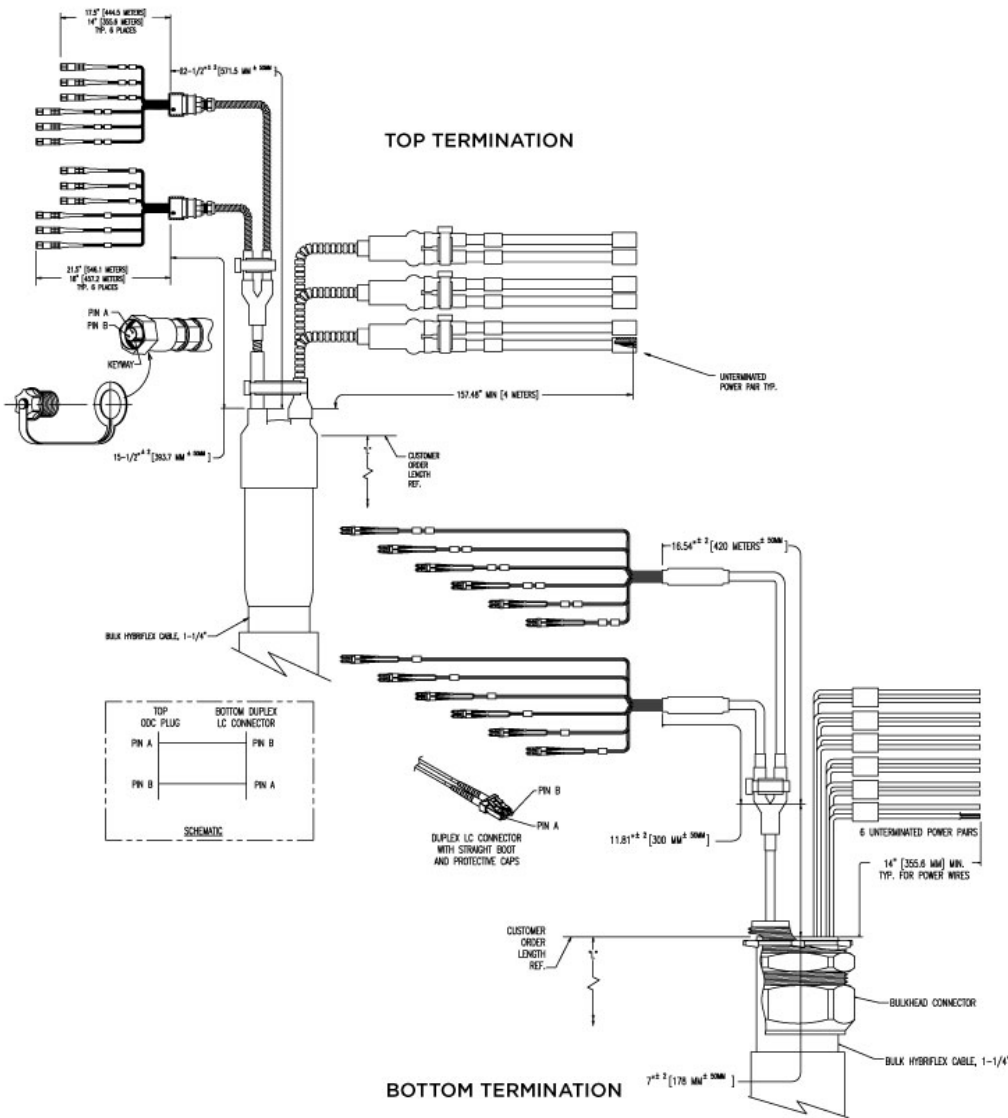 17.5" [444.5 METERS]
14" [355.6 METERS]
TYP. 6 PLACES
22-1/2"± 2 [571.5 MM ± 50MM]
TOP TERMINATION
21.5" [546.1 METERS]
18" [457.2 METERS]
TYP. 6 PLACES
PIN A
PIN B
KEYWAY
UNTERMINATED
POWER PAIR TYP.
157.48" MIN [4 METERS]
15-1/2"± 2 [393.7 MM ± 50MM]
CUSTOMER
ORDER
LENGTH
REF.
"L"
16.54"± 2 [420 METERS± 50MM]
BULK HYBRIFLEX CABLE, 1-1/4"
TOP
ODC PLUG
BOTTOM DUPLEX
LC CONNECTOR
PIN A
PIN B
PIN B
PIN A
SCHEMATIC
PIN B
PIN A
DUPLEX LC CONNECTOR
WITH STRAIGHT BOOT
AND PROTECTIVE CAPS
11.81"± 2 [300 MM± 50MM]
6 UNTERMINATED POWER PAIRS
14" [355.6 MM] MIN.
TYP. FOR POWER WIRES
CUSTOMER
ORDER
LENGTH
REF.
"L"
BULKHEAD CONNECTOR
BULK HYBRIFLEX CABLE, 1-1/4"
7"± 2 [178 MM± 50MM]
BOTTOM TERMINATION